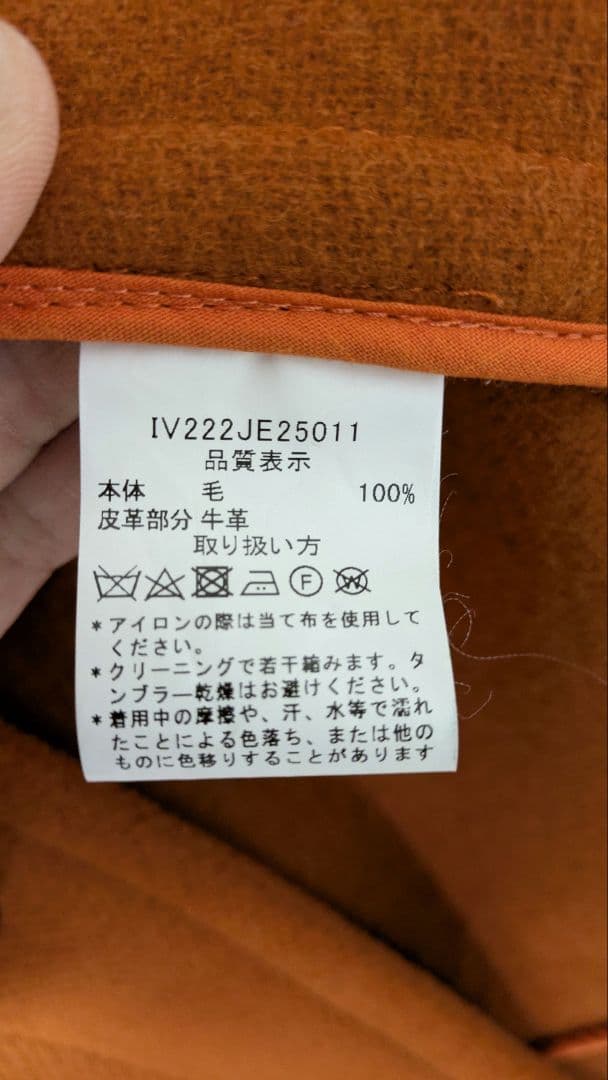 IV222JE25011
品質表示
本体 毛 100%
皮革部分 牛革
取り扱い方
F W
*アイロンの際は当て布を使用して
ください。
*クリーニングで若干縮みます。タ
ンブラー乾燥はお避けください。
*着用中の摩擦や、汗、水等で濡れ
たことによる色落ち、または他の
ものに色移りすることがあります